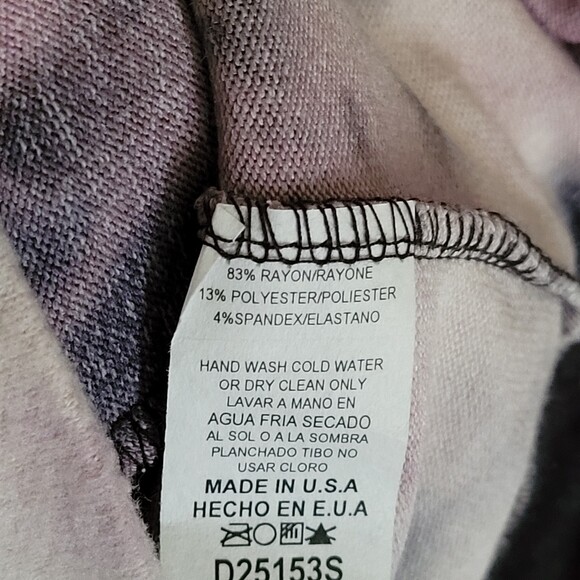 83% RAYON/RAYONE
13% POLYESTER/POLIESTER
4%SPANDEX/ELASTANO
HAND WASH COLD WATER
OR DRY CLEAN ONLY
LAVAR A MANO EN
AGUA FRIA SECADO
AL SOL O A LA SOMBRA
PLANCHADO TIBO NO
USAR CLORO
MADE IN U.S.A
HECHO EN E.U.A
D25153S